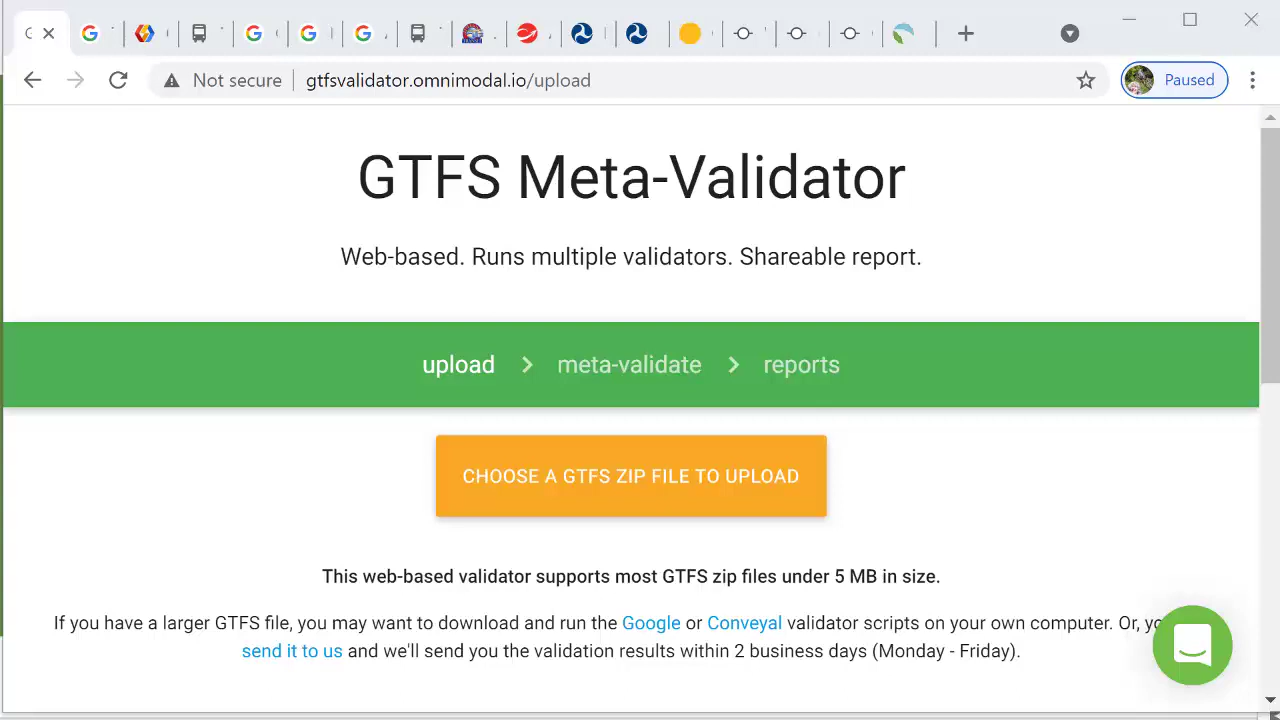 Not secure
gtfsvalidator.omnimodal.io/upload
Paused
GTFS Meta-Validator
Web-based. Runs multiple validators. Shareable report.
upload > meta-validate > reports
CHOOSE A GTFS ZIP FILE TO UPLOAD
This web-based validator supports most GTFS zip files under 5 MB in size.
If you have a larger GTFS file, you may want to download and run the Google or Conveyal validator scripts on your own computer. Or,
send it to us and we'll send you the validation results within 2 business days (Monday - Friday).